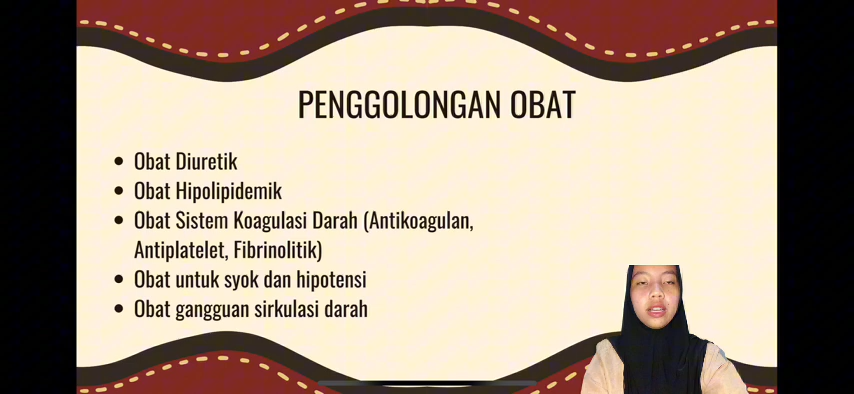 PENGGOLONGAN OBAT
• Obat Diuretik
• Obat Hipolipidemik
• Obat Sistem Koagulasi Darah (Antikoagulan,
Antiplatelet, Fibrinolitik)
• Obat untuk syok dan hipotensi
• Obat gangguan sirkulasi darah